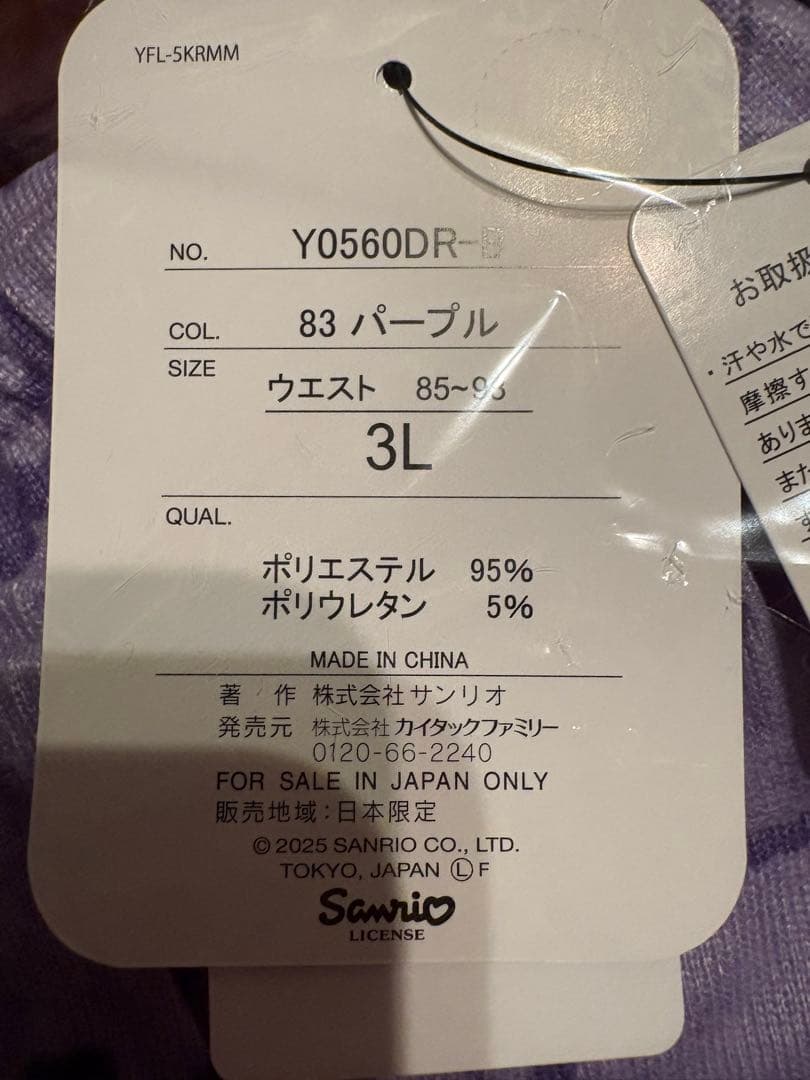 YFL-5KRMM
NO. Y0560DR-
COL. 83 パープル
SIZE
ウエスト 85~93
3L
QUAL.
ポリエステル 95%
ポリウレタン 5%
MADE IN CHINA
著 作 株式会社サンリオ
発売元 株式会社カイタックファミリー
0120-66-2240
FOR SALE IN JAPAN ONLY
販売地域:日本限定
© 2025 SANRIO CO., LTD.
TOKYO, JAPAN Ⓛ F
Sanrio
LICENSE
お取扱
・汗や水で
摩擦す
ありま
また